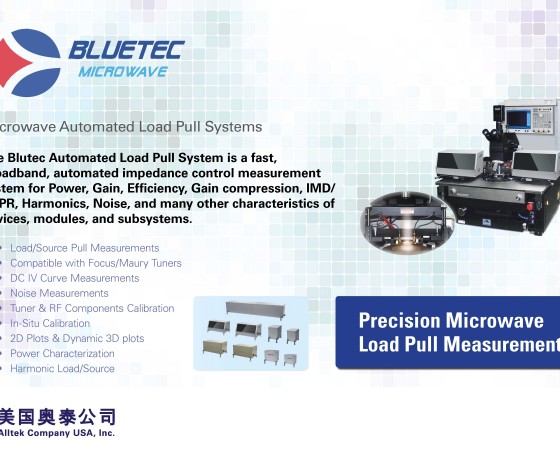 BLUETEC
MICROWAVE
crowave Automated Load Pull Systems
e Blutec Automated Load Pull System is a fast,
oadband, automated impedance control measurement
stem for Power, Gain, Efficiency, Gain compression, IMD/
PR, Harmonics, Noise, and many other characteristics of
vices, modules, and subsystems.
Load/Source Pull Measurements
Compatible with Focus/Maury Tuners
DC IV Curve Measurements
Noise Measurements
Tuner & RF Components Calibration
In-Situ Calibration
2D Plots & Dynamic 3D plots
Power Characterization
Harmonic Load/Source
Precision Microwave
Load Pull Measurement
美国奥泰公司
Alltek Company USA, Inc.